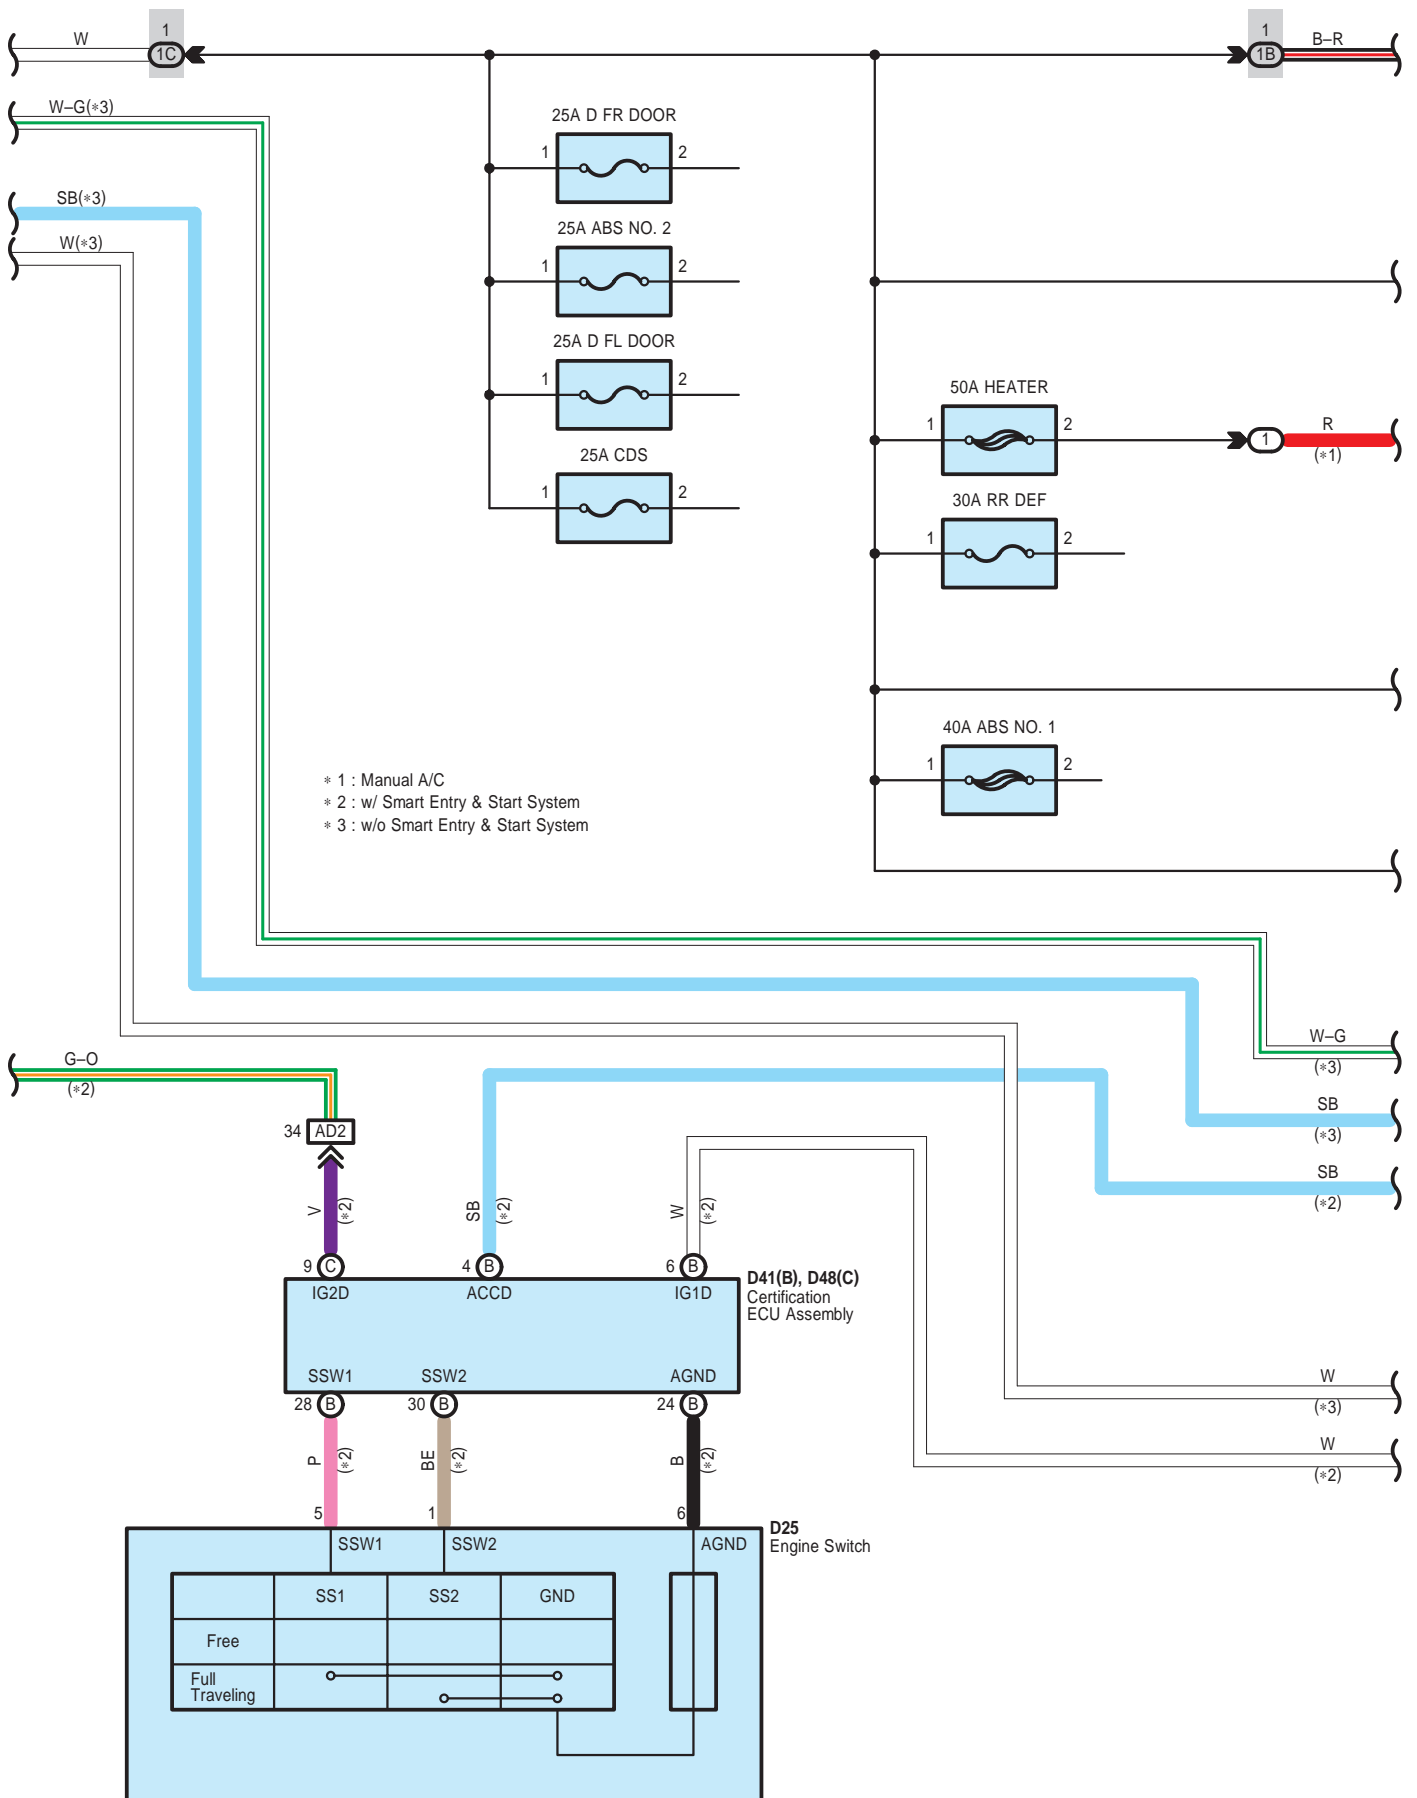 W
1
1C
1
1B
B–R
W–G(∗3)
SB(∗3)
W(∗3)
25A D FR DOOR
1
2
25A ABS NO. 2
1
2
25A D FL DOOR
1
2
25A CDS
1
2
50A HEATER
1
2
1
R
(∗1)
30A RR DEF
1
2
40A ABS NO. 1
1
2
∗ 1 : Manual A/C
∗ 2 : w/ Smart Entry & Start System
∗ 3 : w/o Smart Entry & Start System
W–G
(∗3)
SB
(∗3)
SB
(∗2)
G–O
(∗2)
34
AD2
V
(∗2)
SB
(∗2)
W
(∗2)
9
C
4
B
6
B
IG2D
ACCD
IG1D
D41(B), D48(C)
Certification
ECU Assembly
SSW1
SSW2
AGND
28
B
30
B
24
B
P
(∗2)
BE
(∗2)
B
(∗2)
W
(∗3)
W
(∗2)
5
1
6
D25
Engine Switch
SSW1
SSW2
AGND
SS1
SS2
GND
Free
Full
Traveling